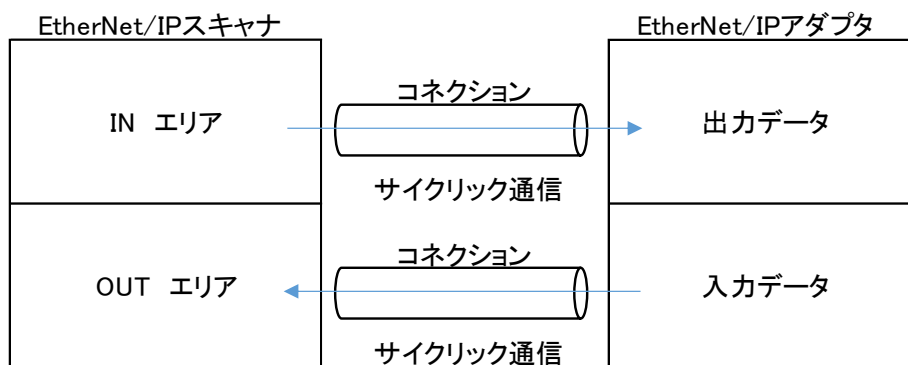 EtherNet/IPスキャナ
EtherNet/IPアダプタ
IN エリア
コネクション
出力データ
サイクリック通信
OUT エリア
コネクション
入力データ
サイクリック通信